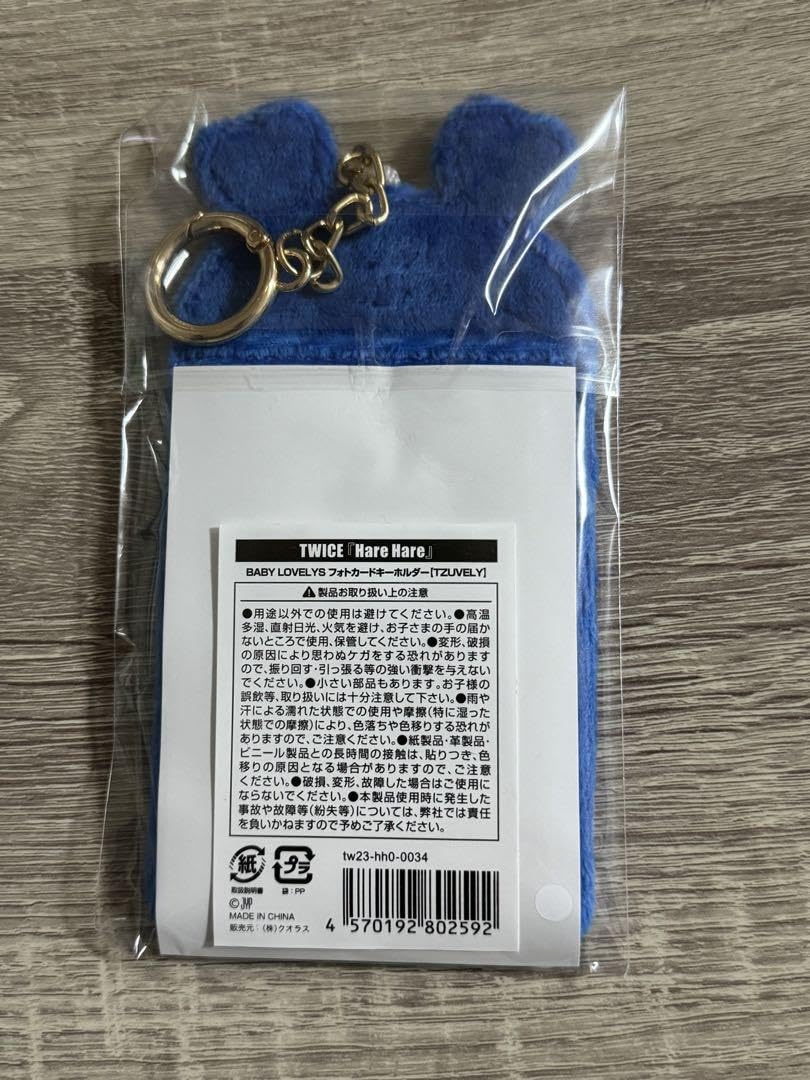 TWICE『Hare Hare』
BABY LOVELYS フォトカードキーホルダー[TZUVELY]
⚠製品お取り扱い上の注意
●用途以外での使用は避けてください。●高温
多湿、直射日光、火気を避け、お子さまの手の届か
ないところで使用、保管してください。●変形、破損
の原因により思わぬケガをする恐れがあります
ので、振り回す・引っ張る等の強い衝撃を与えない
でください。●小さい部品もあります。お子様の
誤飲等、取り扱いには十分注意して下さい。●雨や
汗による濡れた状態での使用や摩擦(特に湿った
状態での摩擦)により、色落ちや色移りする恐れが
ありますので、ご注意ください。●紙製品・革製品・
ビニール製品との長時間の接触は、貼りつき、色
移りの原因となる場合がありますので、ご注意
ください。●破損、変形、故障した場合はご使用に
ならないでください。●本製品使用時に発生した
事故や故障等(紛失等)については、弊社では責任
を負いかねますので予めご了承ください。
紙 プラ
取扱説明書 袋:PP
tw23-hh0-0034
©JYP
MADE IN CHINA
販売元:(株)クオラス
4 570192 802592